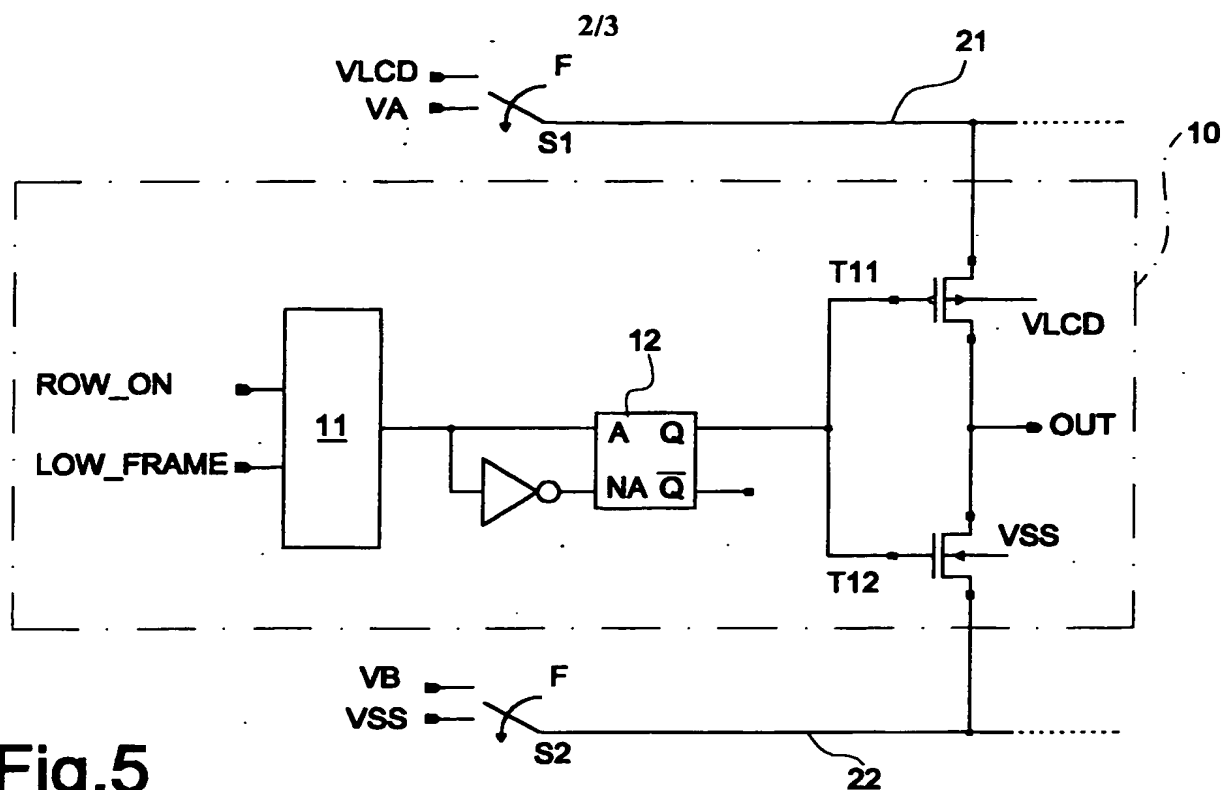 2/3
21
VLCD
F
VA
S1
10
T11
VLCD
12
ROW_ON
11
A Q
OUT
LOW_FRAME
NA Q̅
VSS
T12
VB
F
VSS
S2
22
Fig.5